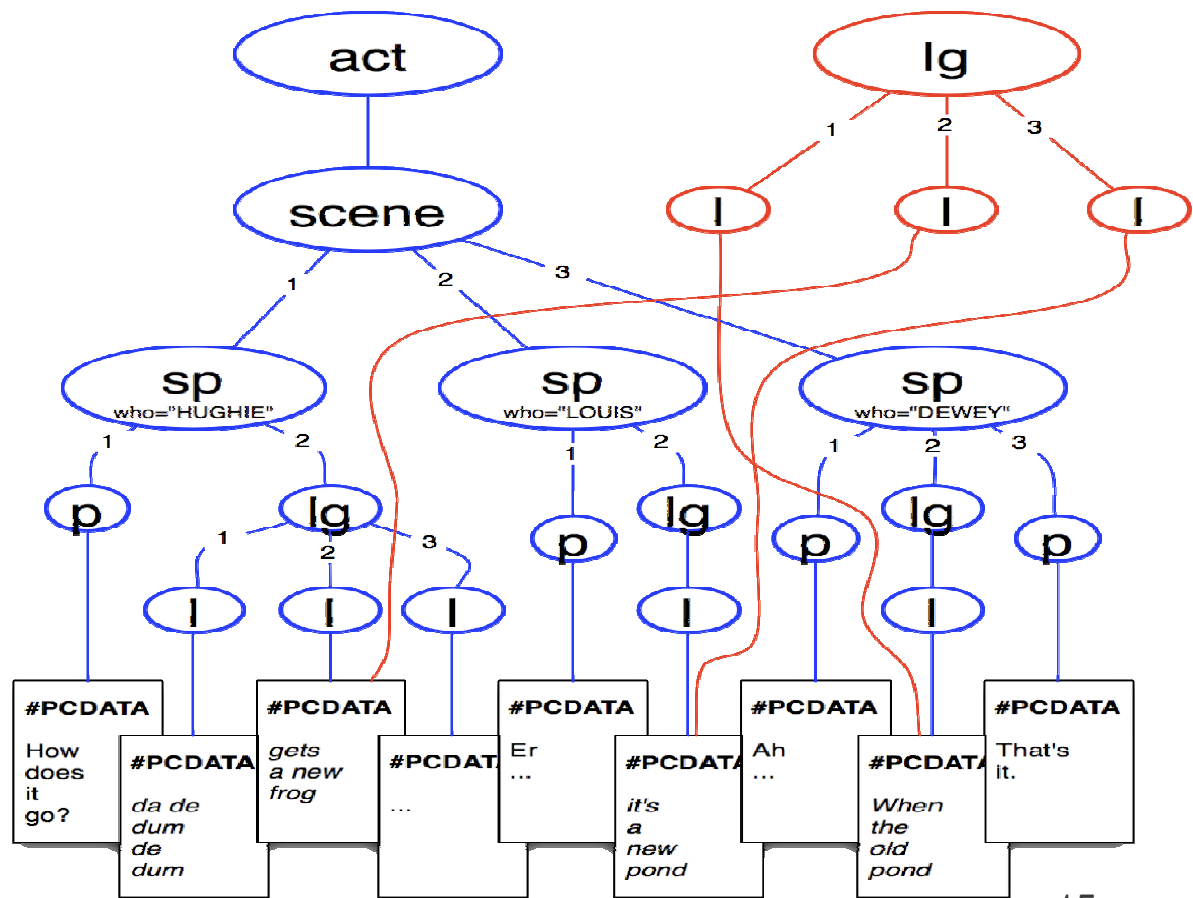 act
lg
1
2
3
scene
l
l
l
1
2
3
sp
who="HUGHIE"
sp
who="LOUIS"
sp
who="DEWEY"
1
2
1
2
1
2
3
p
lg
p
lg
p
lg
p
1
2
3
l
l
l
l
l
#PCDATA
How
does
it
go?
#PCDATA
da de
dum
de
dum
#PCDATA
gets
a new
frog
#PCDATA
...
#PCDATA
Er
...
#PCDATA
it's
a
new
pond
#PCDATA
Ah
...
#PCDATA
When
the
old
pond
#PCDATA
That's
it.